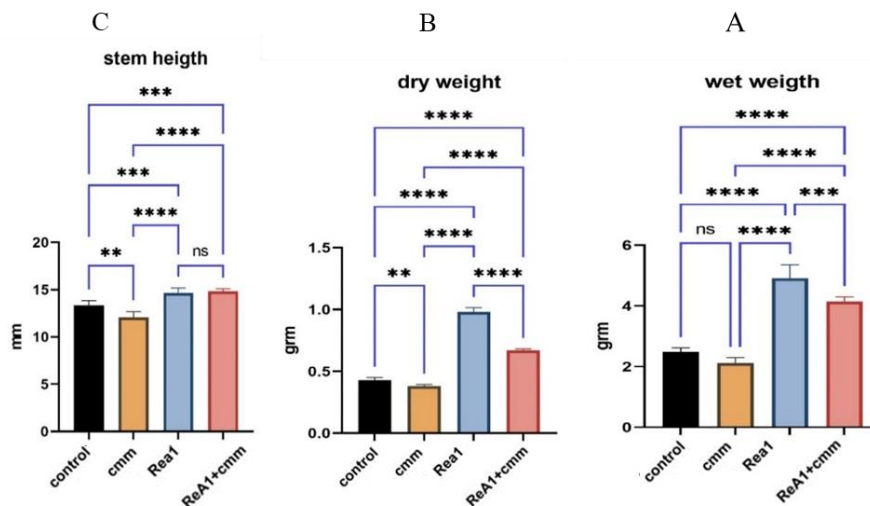 C
B
A
stem heigth
dry weight
wet weigth
***
****
***
****
**
ns
mm
20
15
10
5
0
control
cmm
Rea1
ReA1+cmm
****
****
****
****
**
****
grm
1.5
1.0
0.5
0.0
control
cmm
Rea1
ReA1+cmm
****
****
****
***
ns
****
grm
6
4
2
0
control
cmm
Rea1
ReA1+cmm